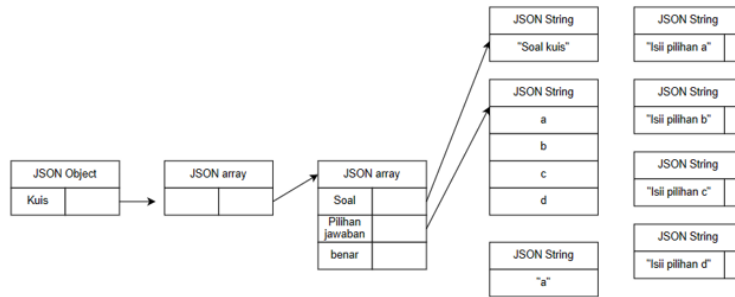 JSON Object
Kuis
JSON array
JSON array
Soal
Pilihan
jawaban
benar
JSON String
"Soal kuis"
JSON String
a
b
c
d
JSON String
"a"
JSON String
"Isii pilihan a"
JSON String
"Isii pilihan b"
JSON String
"Isii pilihan c"
JSON String
"Isii pilihan d"